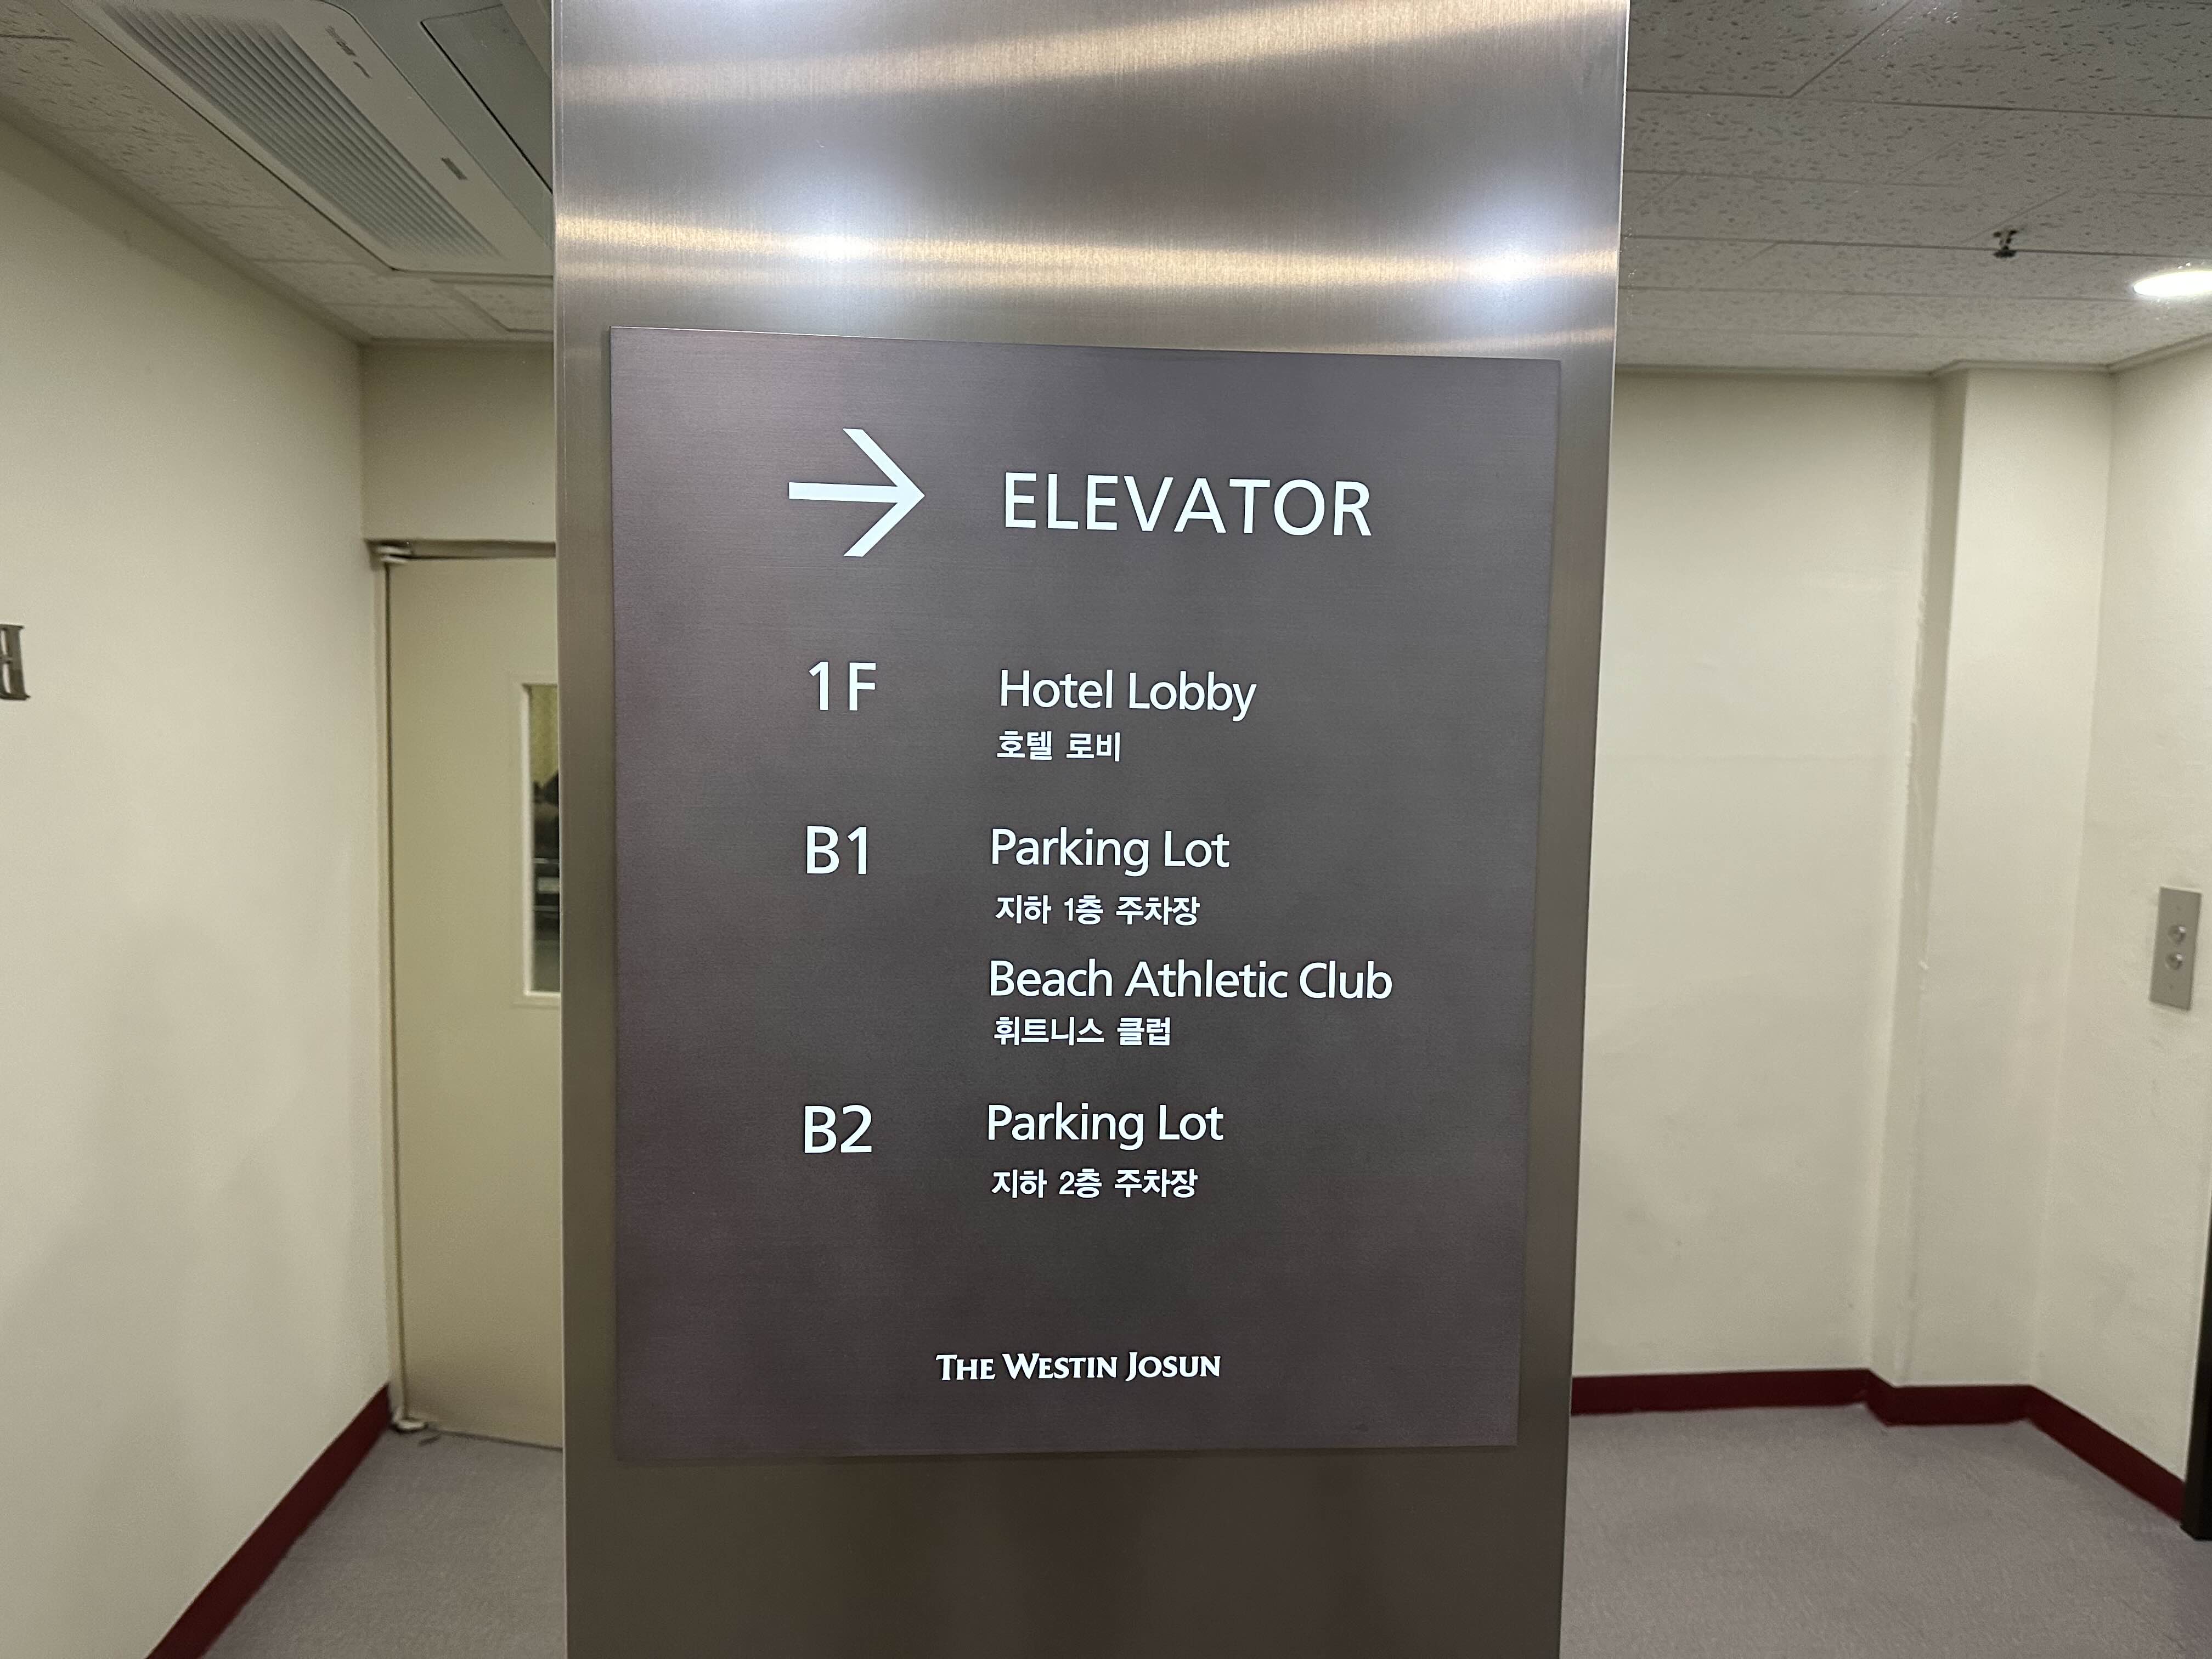 → ELEVATOR
1F Hotel Lobby
호텔 로비
B1 Parking Lot
지하 1층 주차장
Beach Athletic Club
휘트니스 클럽
B2 Parking Lot
지하 2층 주차장
THE WESTIN JOSUN